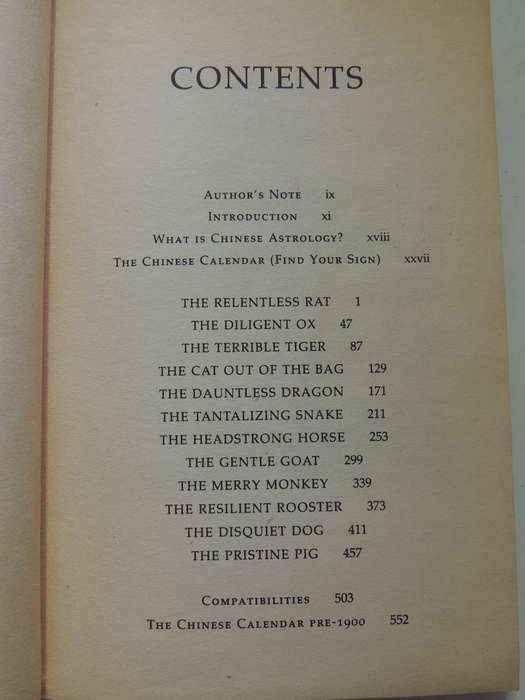 CONTENTS
AUTHOR'S NOTE ix
INTRODUCTION xi
WHAT IS CHINESE ASTROLOGY? xviii
THE CHINESE CALENDAR (FIND YOUR SIGN) xxvii
THE RELENTLESS RAT 1
THE DILIGENT OX 47
THE TERRIBLE TIGER 87
THE CAT OUT OF THE BAG 129
THE DAUNTLESS DRAGON 171
THE TANTALIZING SNAKE 211
THE HEADSTRONG HORSE 253
THE GENTLE GOAT 299
THE MERRY MONKEY 339
THE RESILIENT ROOSTER 373
THE DISQUIET DOG 411
THE PRISTINE PIG 457
COMPATIBILITIES 503
THE CHINESE CALENDAR PRE-1900 552